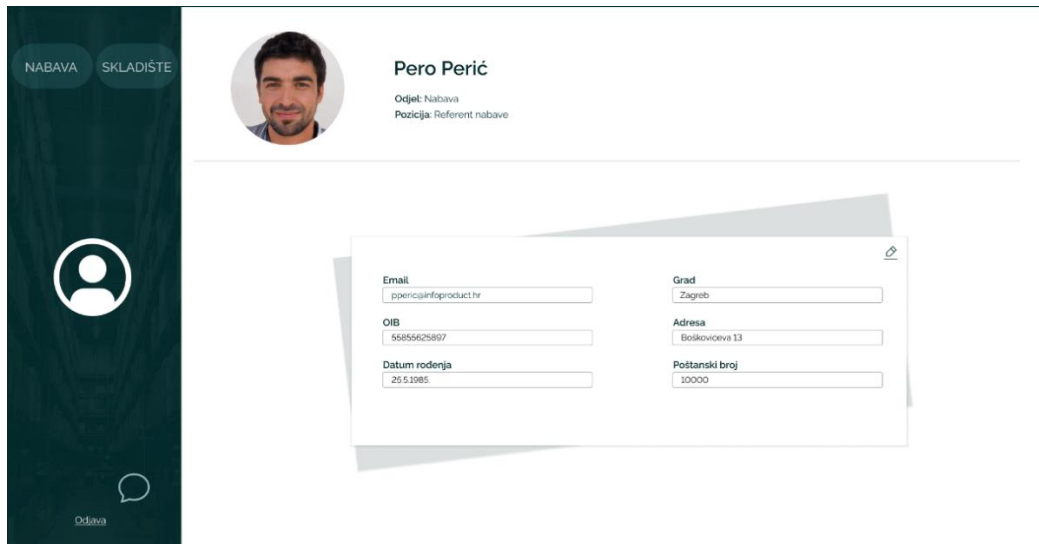 NABAVA
SKLADIŠTE
Pero Perić
Odjel: Nabava
Pozicija: Referent nabave
Email
pperic@infoproduct.hr
Grad
Zagreb
OIB
55855625897
Adresa
Boškovićeva 13
Datum rođenja
26.5.1985.
Poštanski broj
10000
Odjava